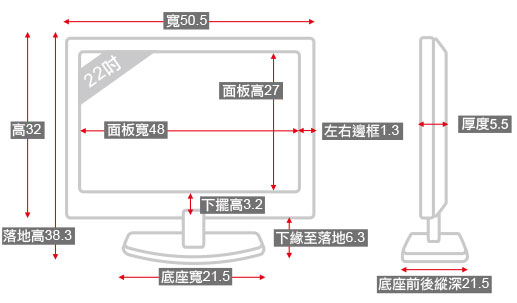 寬50.5
22吋
面板高27
高32
面板寬48
左右邊框1.3
厚度5.5
下擺高3.2
落地高38.3
下緣至落地6.3
底座寬21.5
底座前後縱深21.5